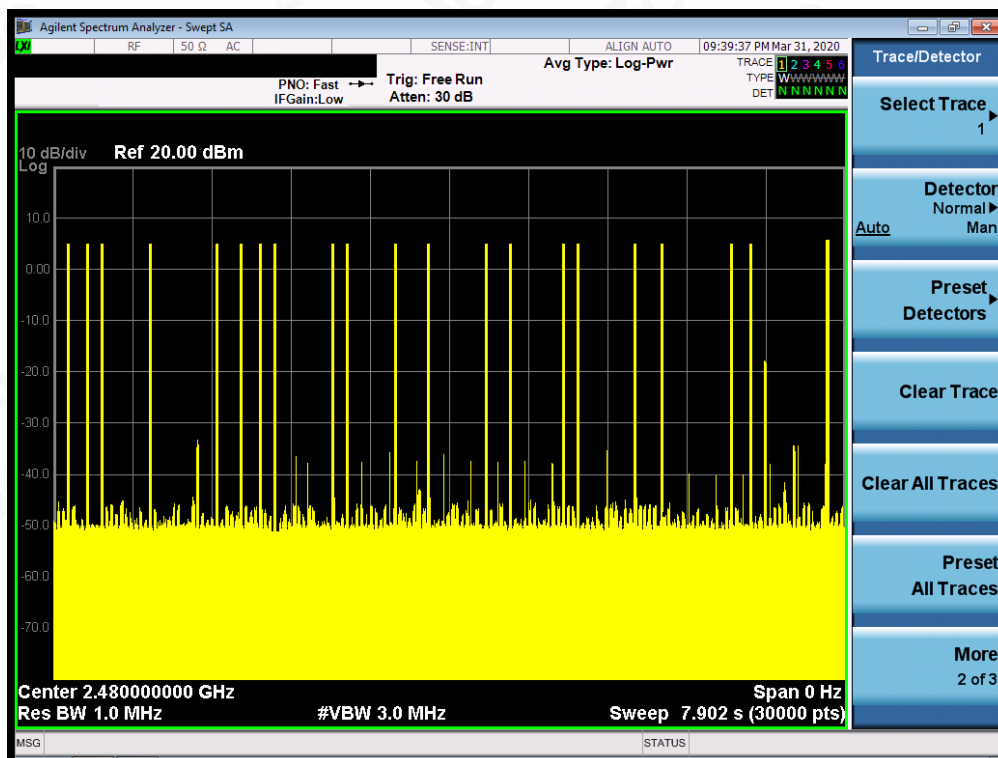 Agilent Spectrum Analyzer - Swept SA
LXI RF 50 Ω AC SENSE:INT ALIGN AUTO 09:39:37 PM Mar 31, 2020
Avg Type: Log-Pwr TRACE 1 2 3 4 5 6
PNO: Fast Trig: Free Run TYPE WWWWWW
IFGain:Low Atten: 30 dB DET N N N N N N
10 dB/div Ref 20.00 dBm
Log
10.0
0.00
-10.0
-20.0
-30.0
-40.0
-50.0
-60.0
-70.0
Center 2.480000000 GHz Span 0 Hz
Res BW 1.0 MHz #VBW 3.0 MHz Sweep 7.902 s (30000 pts)
MSG STATUS
Trace/Detector
Select Trace
1
Detector
Normal
Auto Man
Preset
Detectors
Clear Trace
Clear All Traces
Preset
All Traces
More
2 of 3